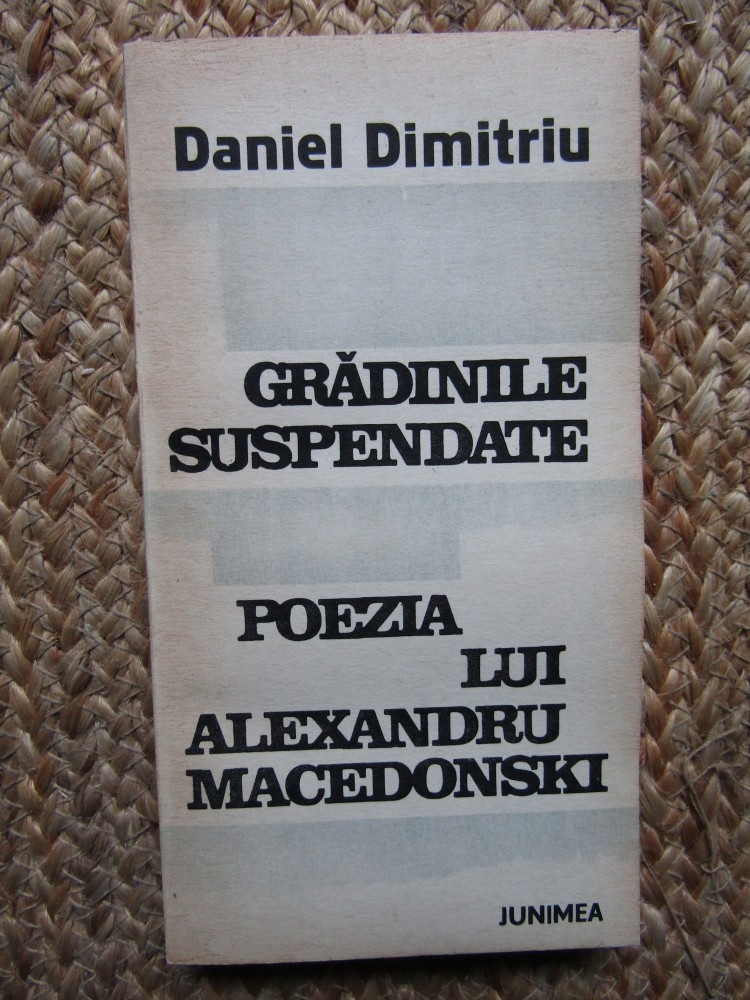 Daniel Dimitriu
GRĂDINILE
SUSPENDATE
POEZIA
LUI
ALEXANDRU
MACEDONSKI
JUNIMEA